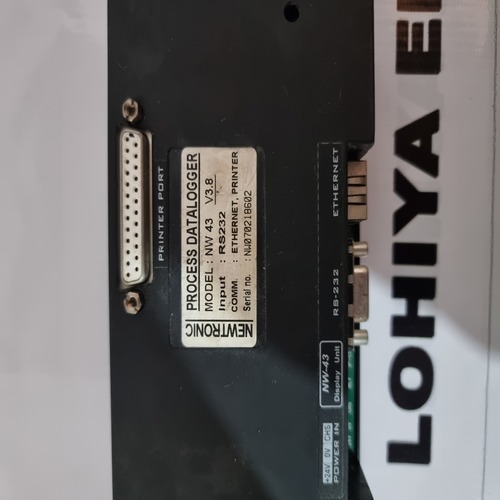 PRINTER PORT
NEWTRONIC
PROCESS DATALOGGER
MODEL : NW 43 V3.8
Input : RS232
COMM. : ETHERNET, PRINTER
Serial no. : NW070218602
ETHERNET
RS-232
NW-43
Display Unit
+24V 0V CHS
POWER IN
LOHIYA